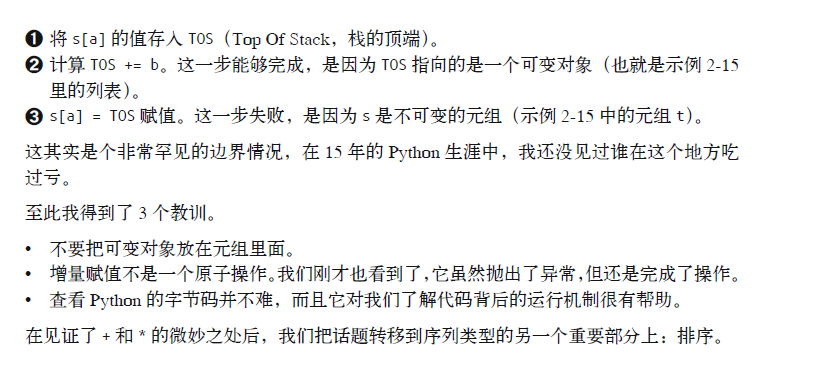 ❶ 将 s[a] 的值存入 TOS（Top Of Stack，栈的顶端）。
❷ 计算 TOS += b。这一步能够完成，是因为 TOS 指向的是一个可变对象（也就是示例 2-15
里的列表）。
❸ s[a] = TOS 赋值。这一步失败，是因为 s 是不可变的元组（示例 2-15 中的元组 t）。
这其实是个非常罕见的边界情况，在 15 年的 Python 生涯中，我还没见过谁在这个地方吃
过亏。
至此我得到了 3 个教训。
• 不要把可变对象放在元组里面。
• 增量赋值不是一个原子操作。我们刚才也看到了，它虽然抛出了异常，但还是完成了操作。
• 查看 Python 的字节码并不难，而且它对我们了解代码背后的运行机制很有帮助。
在见证了 + 和 * 的微妙之处后，我们把话题转移到序列类型的另一个重要部分上：排序。